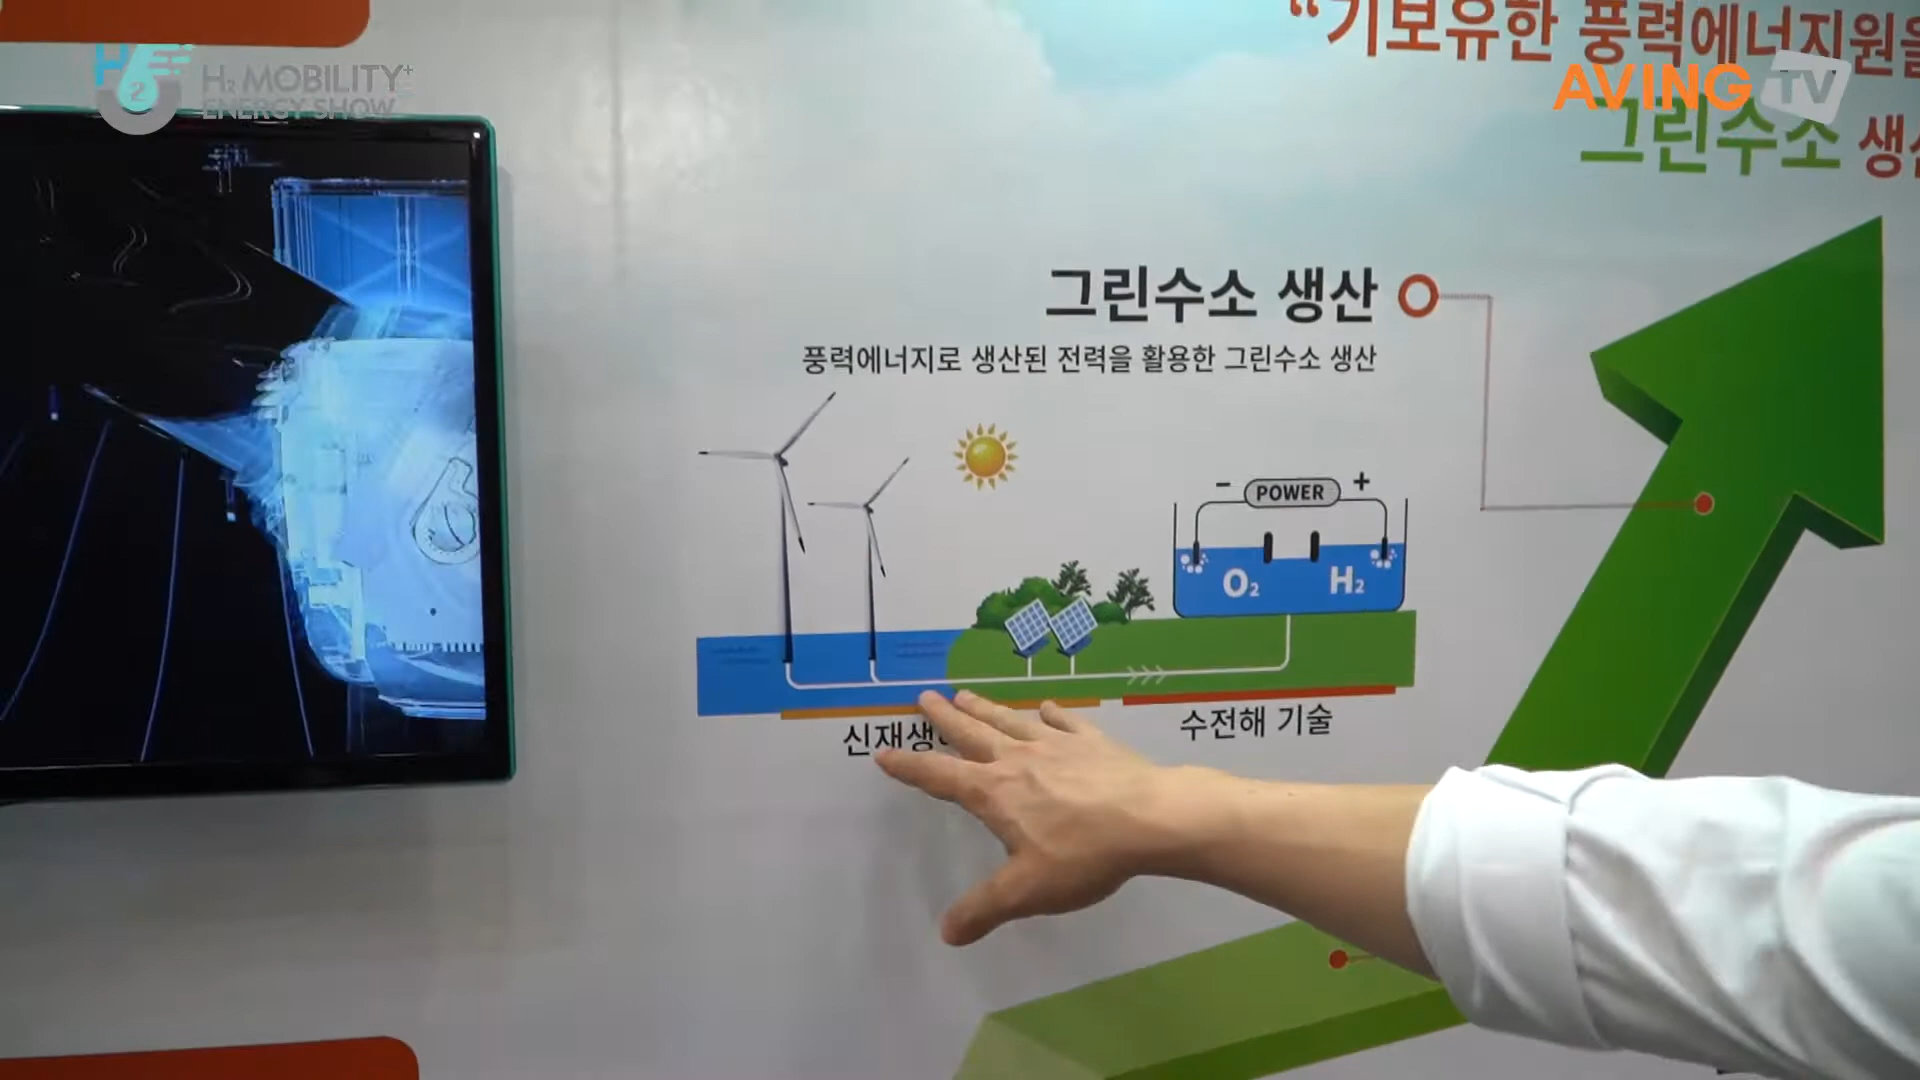 H₂ MOBILITY+
ENERGY SHOW
AVING TV
“기보유한 풍력에너지원을
그린수소
그린수소 생산
풍력에너지로 생산된 전력을 활용한 그린수소 생산
− POWER +
O₂ H₂
신재생
수전해 기술